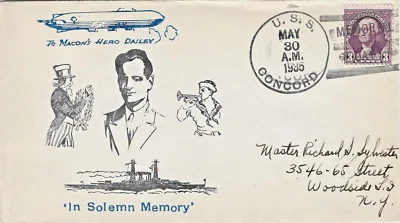 To Macon's Hero Dailey
U. S. S.
MAY
30
A.M.
1935
CONCORD
MEMORIAL
3
Master Richard S. Sylvester
3546-65 Street
Woodside L.I
N.Y.
'In Solemn Memory'